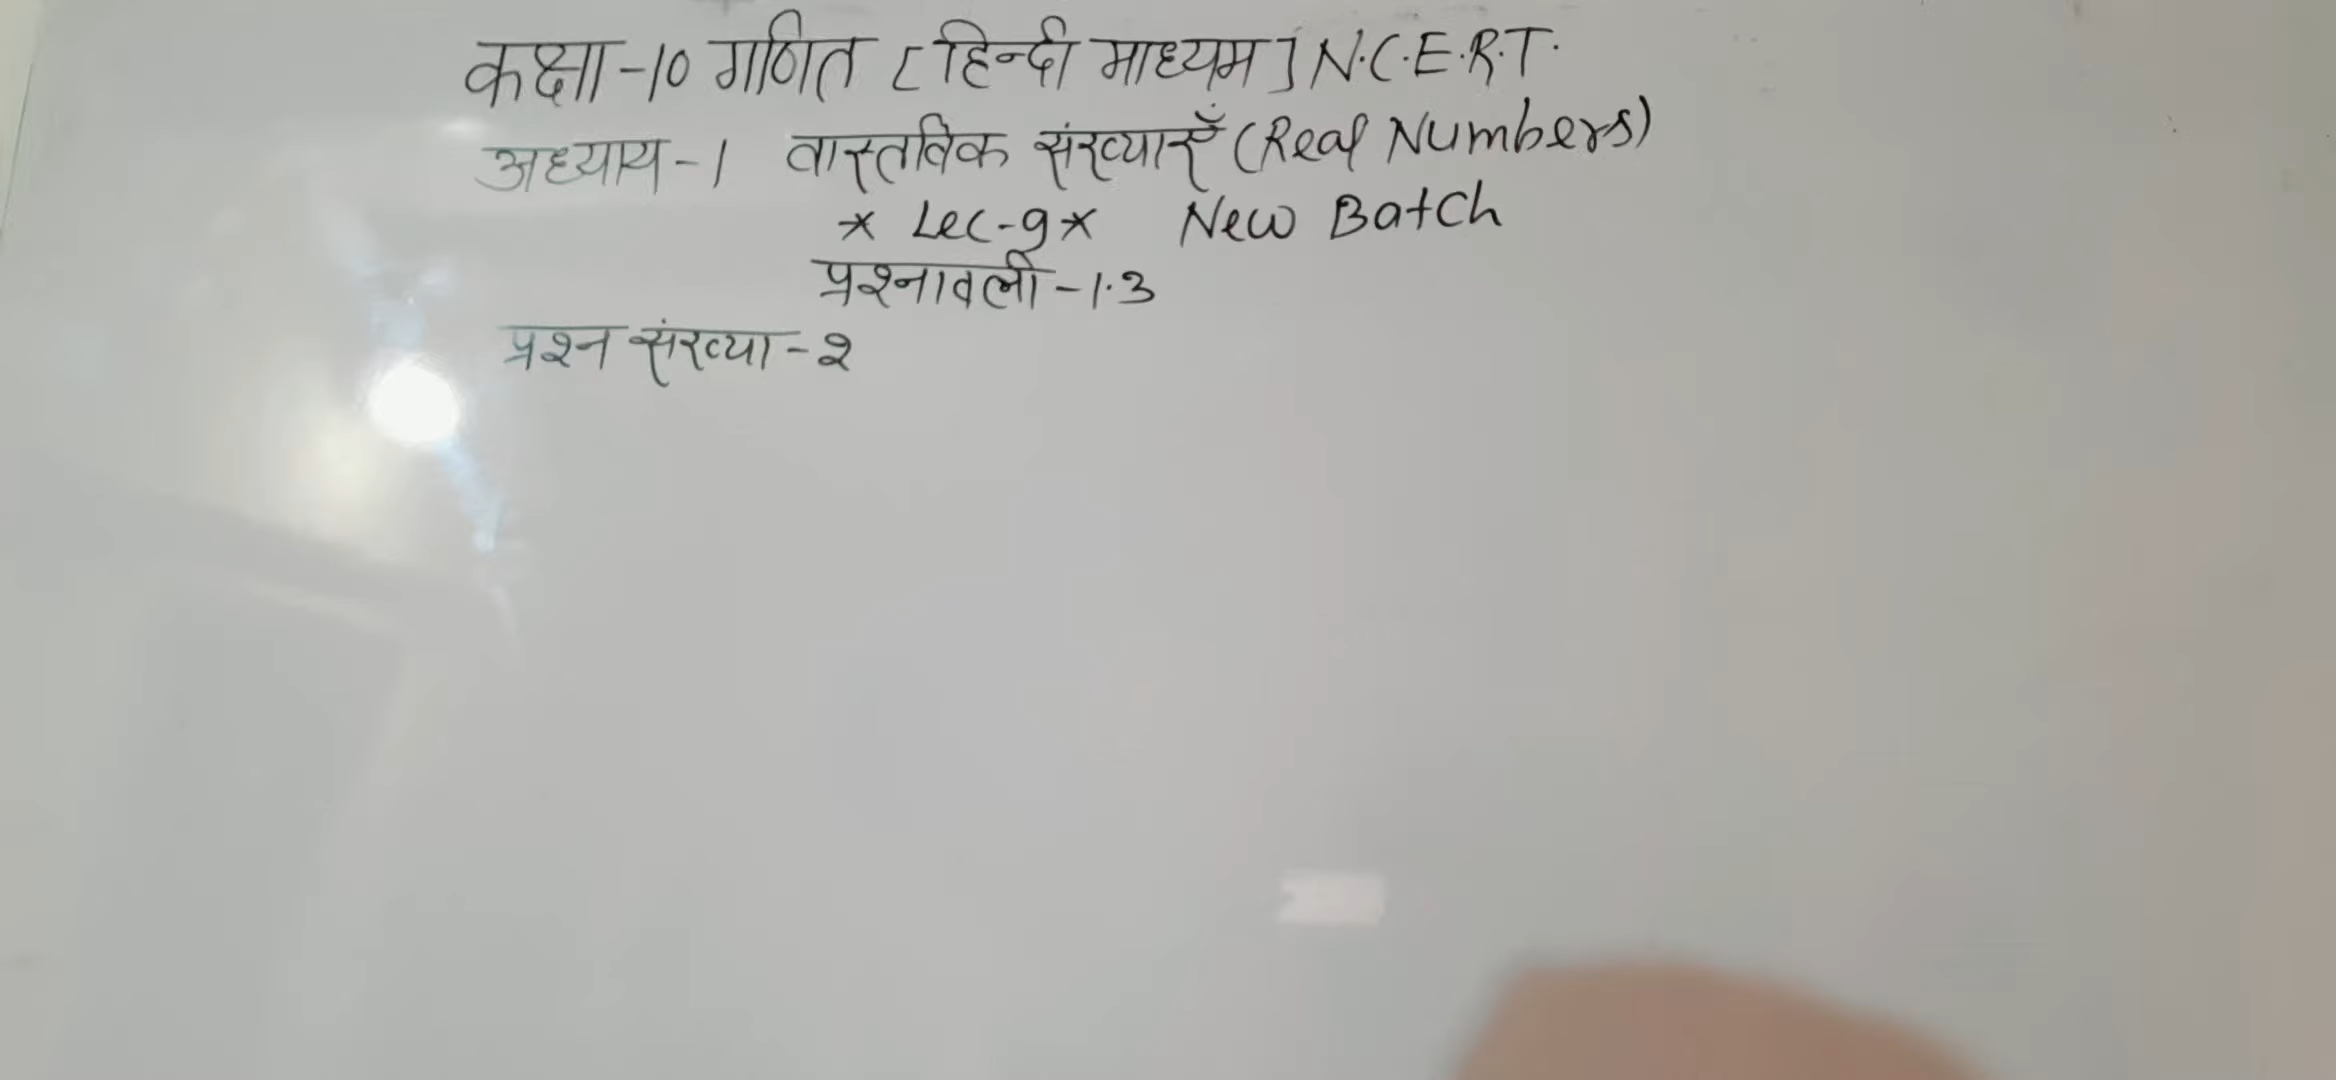 कक्षा-10 गणित [हिन्दी माध्यम] N.C.E.R.T.
अध्याय-1 वास्तविक संख्याएँ (Real Numbers)
* Lec-9* New Batch
प्रश्नावली-1.3
प्रश्न संख्या-2